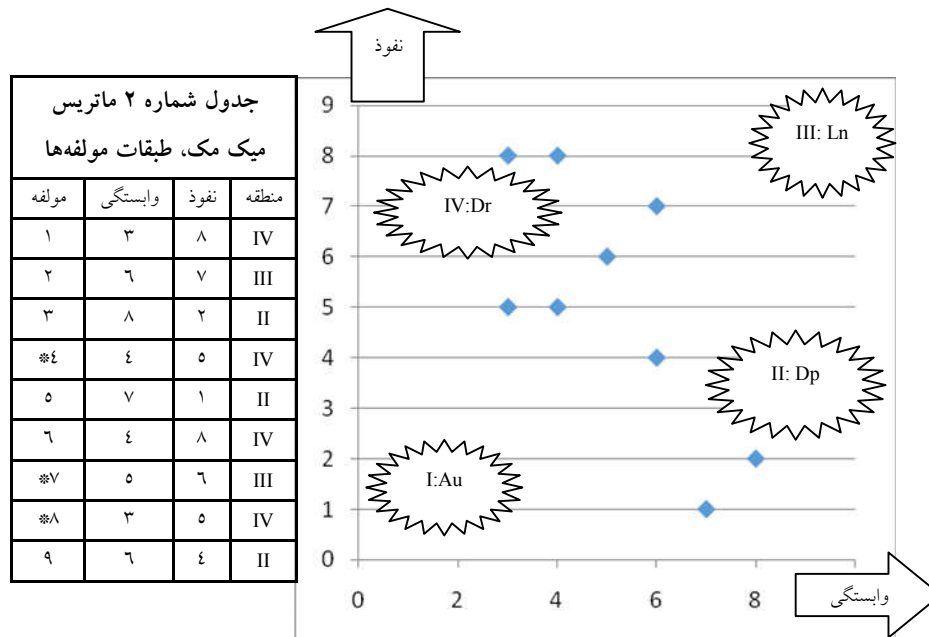 نفوذ
جدول شماره ۲ ماتریس
میک مک، طبقات مولفه‌ها
منطقه نفوذ وابستگی مولفه
IV ۸ ۳ ۱
III ۷ ٦ ۲
II ۲ ۸ ۳
IV ٥ ٤ ٤*
II ۱ ۷ ٥
IV ۸ ٤ ٦
III ٦ ٥ ۷*
IV ٥ ۳ ۸*
II ٤ ٦ ۹
9
8
7
6
5
4
3
2
1
0
III: Ln
IV:Dr
II: Dp
I:Au
0 2 4 6 8
وابستگی